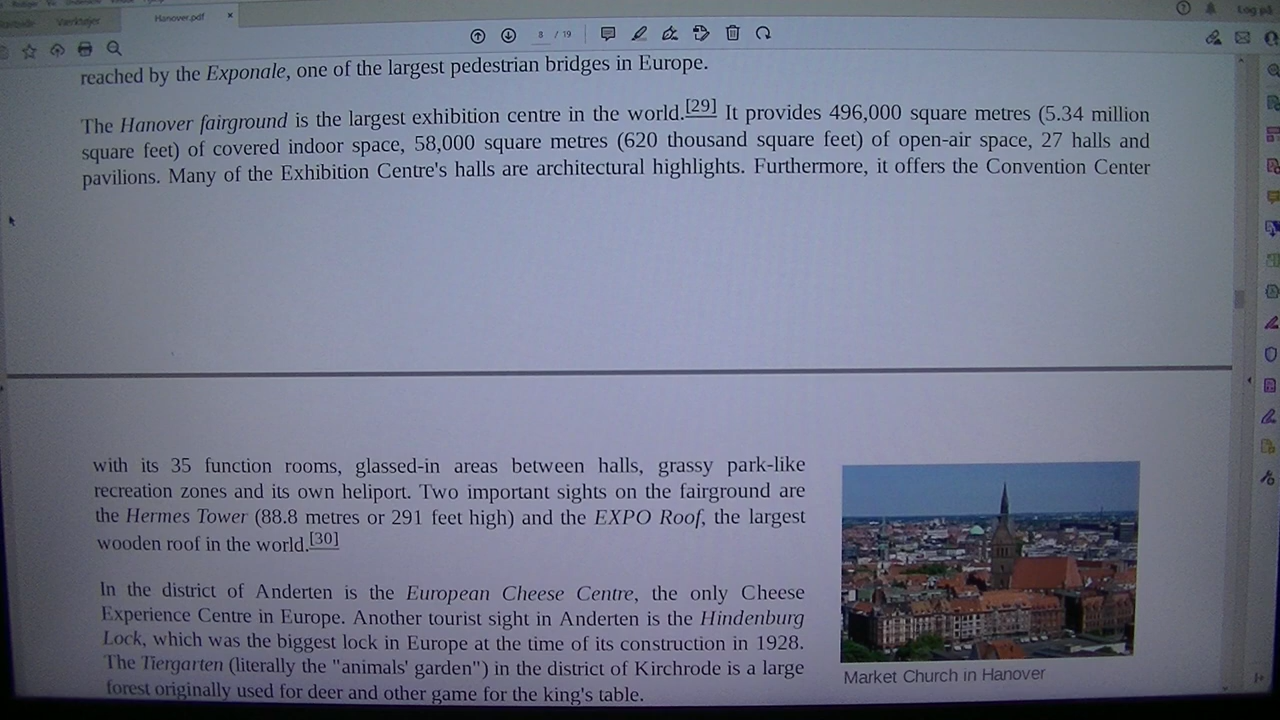 Værktøjer
Hanover.pdf
×
Log på
8 / 19
reached by the Exponale, one of the largest pedestrian bridges in Europe.
The Hanover fairground is the largest exhibition centre in the world.[29] It provides 496,000 square metres (5.34 million
square feet) of covered indoor space, 58,000 square metres (620 thousand square feet) of open-air space, 27 halls and
pavilions. Many of the Exhibition Centre's halls are architectural highlights. Furthermore, it offers the Convention Center
with its 35 function rooms, glassed-in areas between halls, grassy park-like
recreation zones and its own heliport. Two important sights on the fairground are
the Hermes Tower (88.8 metres or 291 feet high) and the EXPO Roof, the largest
wooden roof in the world.[30]
In the district of Anderten is the European Cheese Centre, the only Cheese
Experience Centre in Europe. Another tourist sight in Anderten is the Hindenburg
Lock, which was the biggest lock in Europe at the time of its construction in 1928.
The Tiergarten (literally the "animals' garden") in the district of Kirchrode is a large
forest originally used for deer and other game for the king's table.
Market Church in Hanover